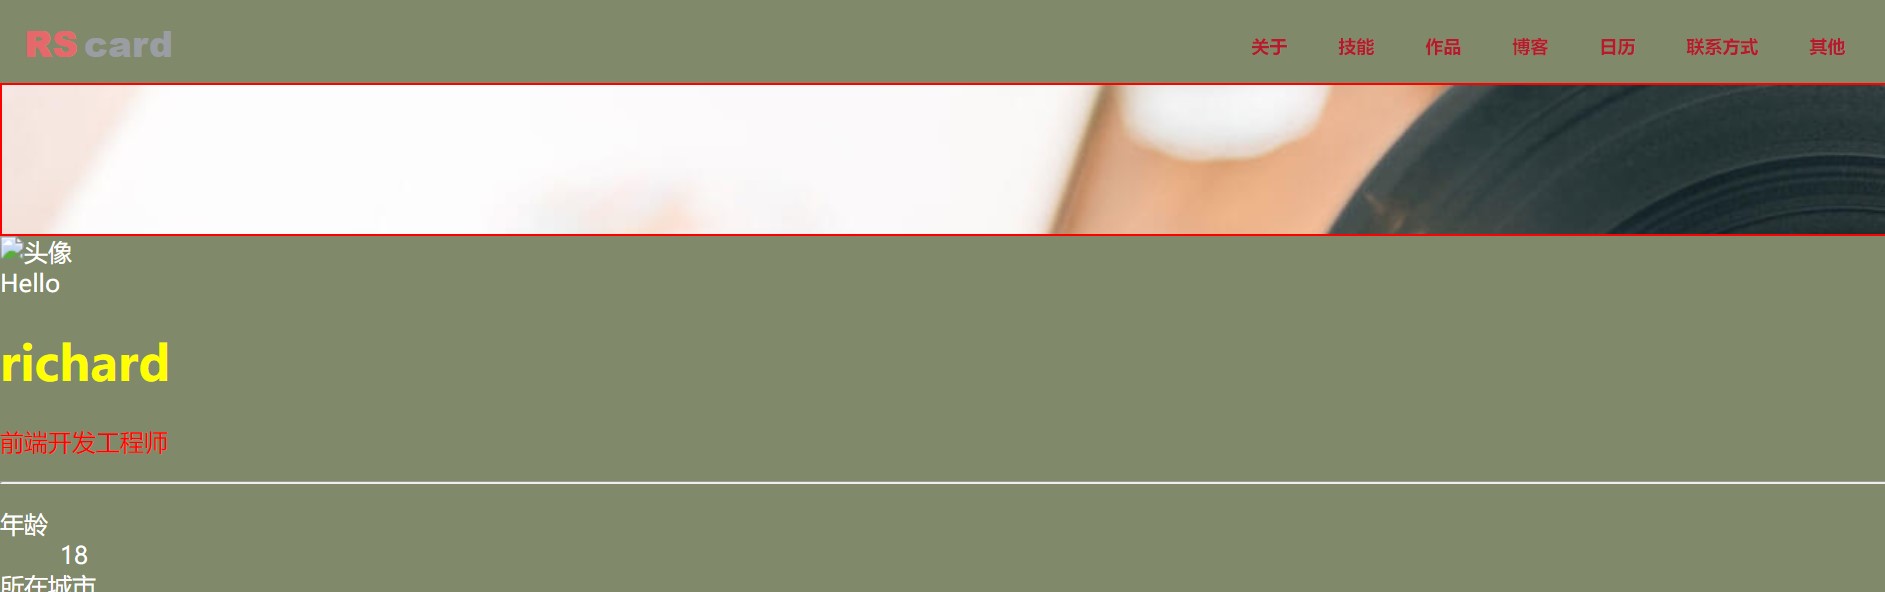 RS card
关于 技能 作品 博客 日历 联系方式 其他
头像
Hello
richard
前端开发工程师
年龄
18
所在城市